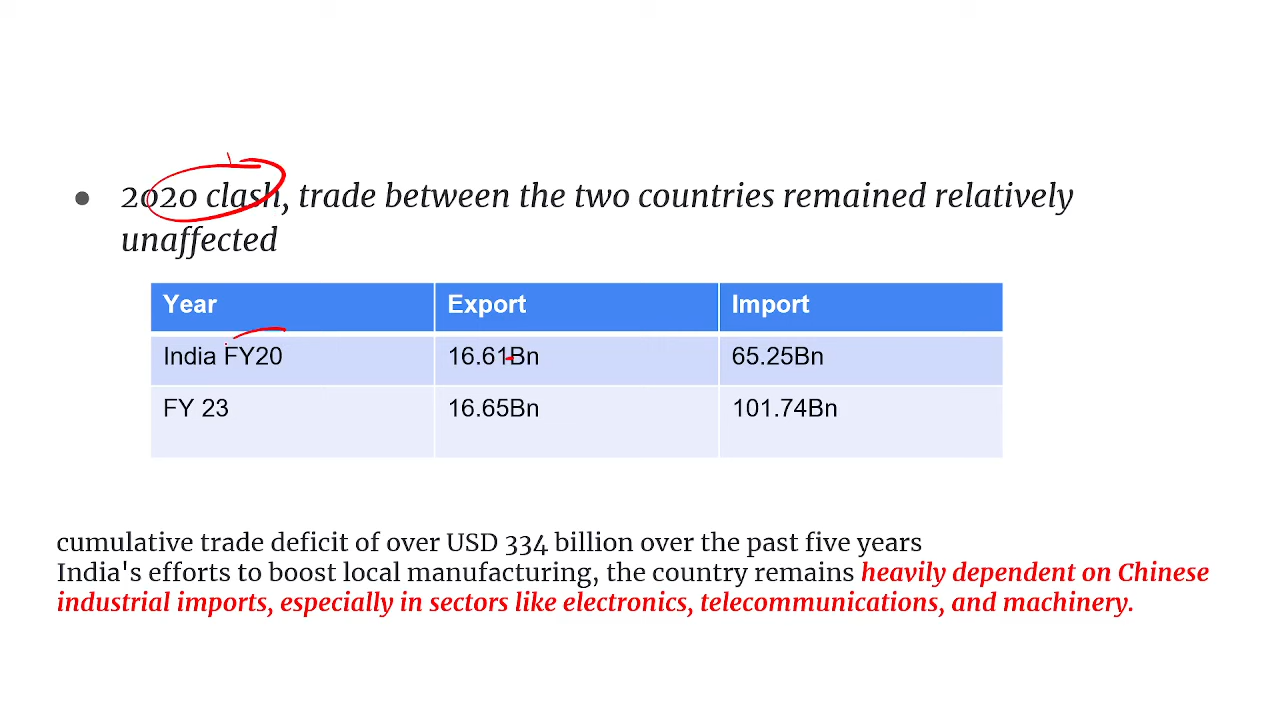 ● 2020 clash, trade between the two countries remained relatively
unaffected
Year Export Import
India FY20 16.61Bn 65.25Bn
FY 23 16.65Bn 101.74Bn
cumulative trade deficit of over USD 334 billion over the past five years
India's efforts to boost local manufacturing, the country remains heavily dependent on Chinese
industrial imports, especially in sectors like electronics, telecommunications, and machinery.